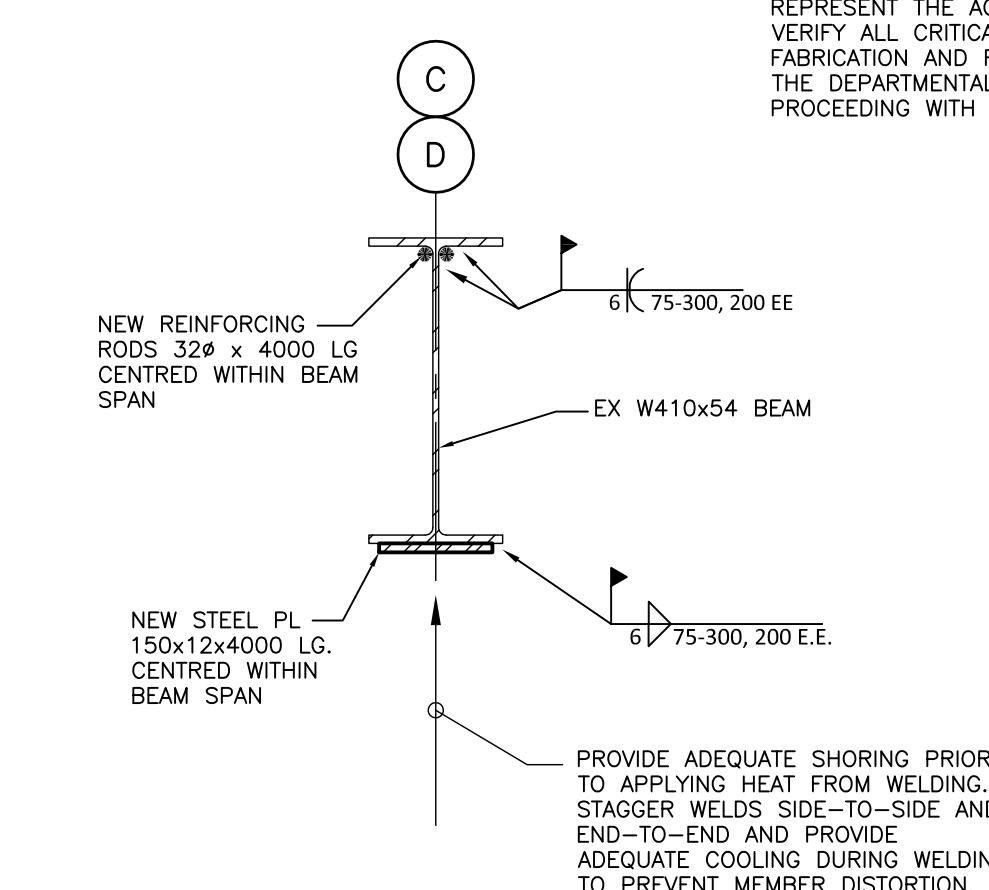 REPRESENT THE
VERIFY ALL
FABRICATION AND
THE DEPARTMENTAL
PROCEEDING WITH
C
D
6 75-300, 200 EE
NEW REINFORCING
RODS 32ø x 4000 LG
CENTRED WITHIN BEAM
SPAN
EX W410x54 BEAM
NEW STEEL PL
150x12x4000 LG.
CENTRED WITHIN
BEAM SPAN
6 75-300, 200 E.E.
PROVIDE ADEQUATE SHORING PRIOR
TO APPLYING HEAT FROM WELDING.
STAGGER WELDS SIDE-TO-SIDE AND
END-TO-END AND PROVIDE
ADEQUATE COOLING DURING WELDIN
TO PREVENT MEMBER DISTORTION